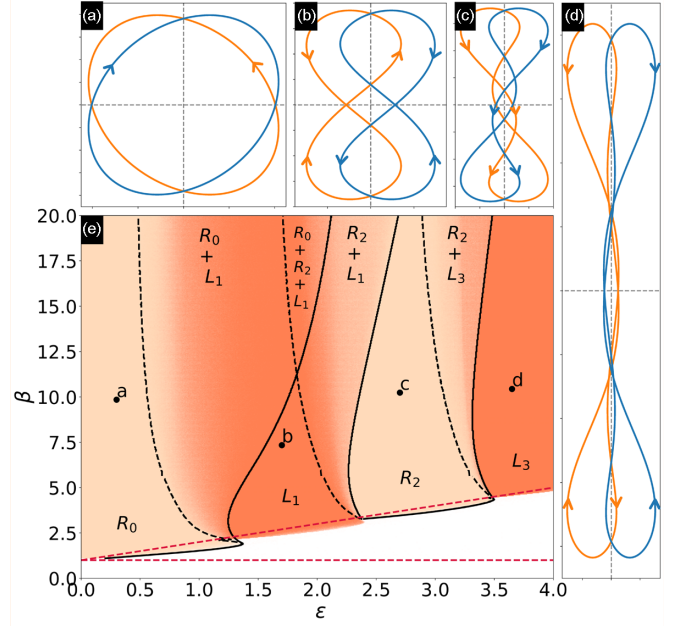 (a)
(b)
(c)
(d)
(e)
20.0
17.5
15.0
12.5
10.0
7.5
5.0
2.5
0.0
β
R₀
+
L₁
R₀
+
R₂
+
L₁
R₂
+
L₁
R₂
+
L₃
a
b
c
d
R₀
L₁
R₂
L₃
0.0 0.5 1.0 1.5 2.0 2.5 3.0 3.5 4.0
ε